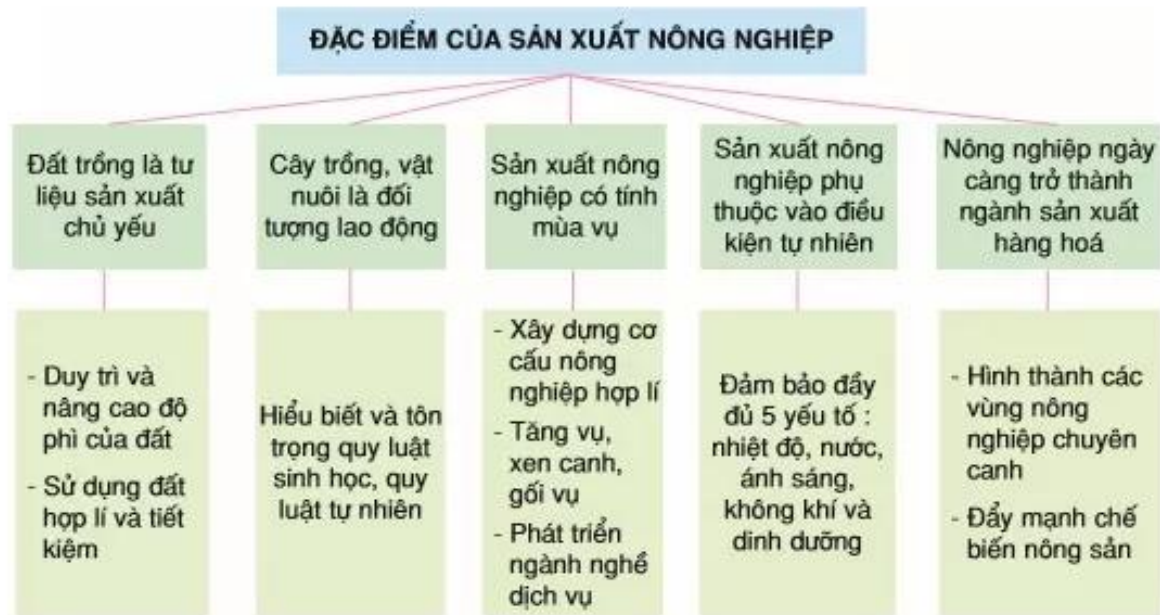 ĐẶC ĐIỂM CỦA SẢN XUẤT NÔNG NGHIỆP
Đất trồng là tư
liệu sản xuất
chủ yếu
Cây trồng, vật
nuôi là đối
tượng lao động
Sản xuất nông
nghiệp có tính
mùa vụ
Sản xuất nông
nghiệp phụ
thuộc vào điều
kiện tự nhiên
Nông nghiệp ngày
càng trở thành
ngành sản xuất
hàng hoá
- Duy trì và
nâng cao độ
phì của đất
- Sử dụng đất
hợp lí và tiết
kiệm
Hiểu biết và tôn
trọng quy luật
sinh học, quy
luật tự nhiên
- Xây dựng cơ
cấu nông
nghiệp hợp lí
- Tăng vụ,
xen canh,
gối vụ
- Phát triển
ngành nghề
dịch vụ
Đảm bảo đầy
đủ 5 yếu tố :
nhiệt độ, nước,
ánh sáng,
không khí và
dinh dưỡng
- Hình thành các
vùng nông
nghiệp chuyên
canh
- Đẩy mạnh chế
biến nông sản